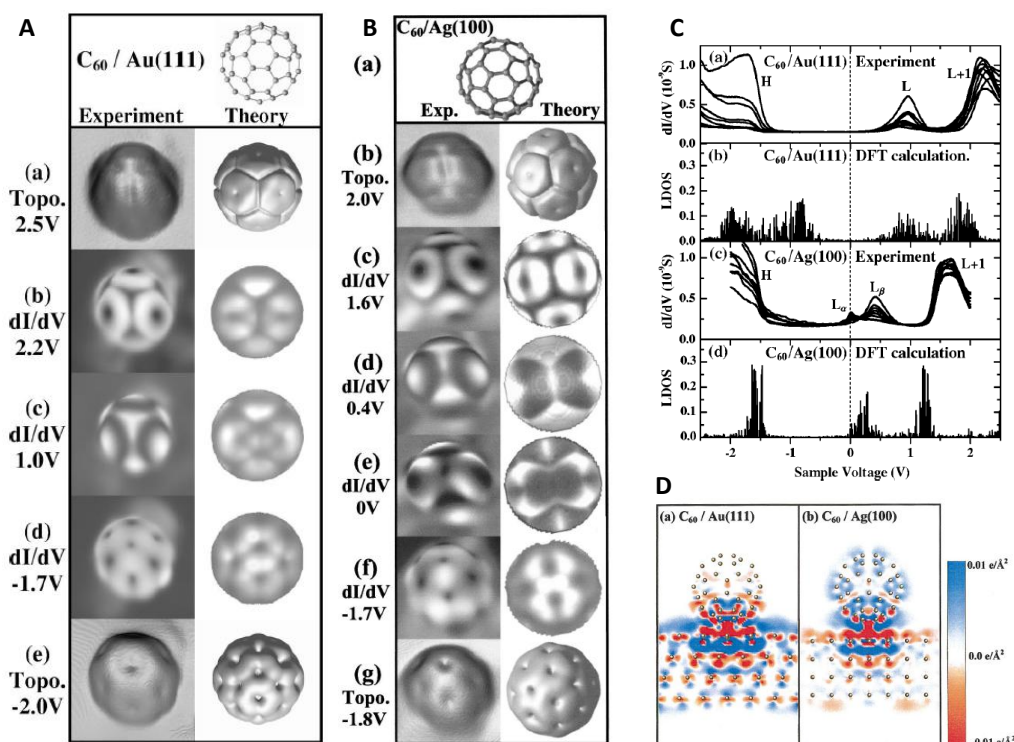 A
C60 / Au(111)
Experiment Theory
(a)
Topo.
2.5V
(b)
dI/dV
2.2V
(c)
dI/dV
1.0V
(d)
dI/dV
-1.7V
(e)
Topo.
-2.0V
B
C60/Ag(100)
(a)
Exp. Theory
(b)
Topo.
2.0V
(c)
dI/dV
1.6V
(d)
dI/dV
0.4V
(e)
dI/dV
0V
(f)
dI/dV
-1.7V
(g)
Topo.
-1.8V
C
(a) C60/Au(111) Experiment
H L L+1
dI/dV (10⁻⁹S)
1.0
0.5
0.0
(b) C60/Au(111) DFT calculation.
LDOS
0.3
0.2
0.1
0.0
(c) C60/Ag(100) Experiment
H Lα Lβ L+1
dI/dV (10⁻⁹S)
1.0
0.5
0.0
(d) C60/Ag(100) DFT calculation
LDOS
0.3
0.2
0.1
0.0
-2 -1 0 1 2
Sample Voltage (V)
D
(a) C60 / Au(111) (b) C60 / Ag(100)
0.01 e/Å²
0.0 e/Å²
-0.01 e/Å²